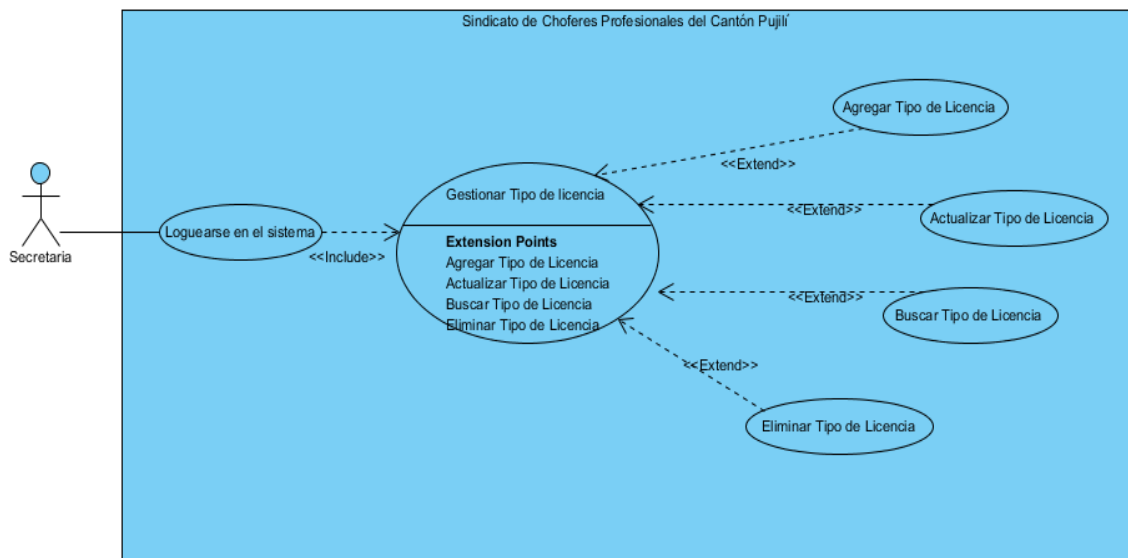 Sindicato de Choferes Profesionales del Cantón Pujilí
Agregar Tipo de Licencia
<<Extend>>
Gestionar Tipo de licencia
<<Extend>>
Actualizar Tipo de Licencia
Secretaria
Loguearse en el sistema
<<Include>>
Extension Points
Agregar Tipo de Licencia
Actualizar Tipo de Licencia
Buscar Tipo de Licencia
Eliminar Tipo de Licencia
<<Extend>>
Buscar Tipo de Licencia
<<Extend>>
Eliminar Tipo de Licencia